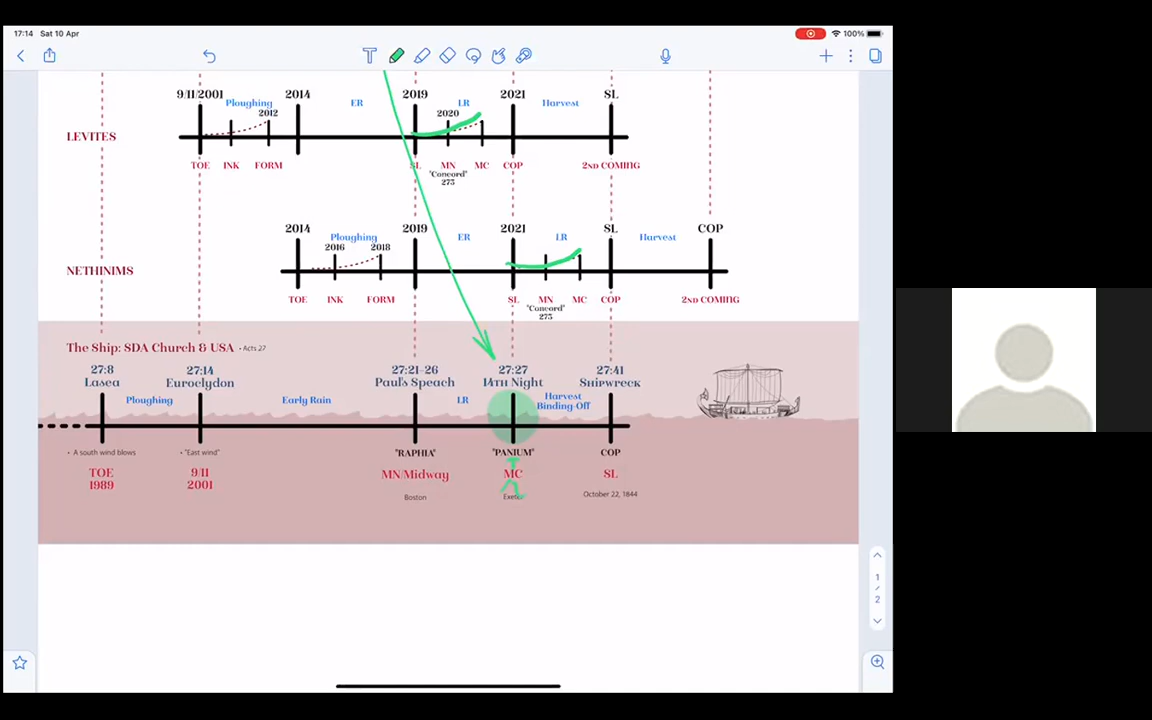 17:14 Sat 10 Apr
100%
9/11/2001 2014 2019 2021 SL
Ploughing ER LR Harvest
2012 2020
LEVITES
TOE INK FORM SL MN MC COP 2ND COMING
"Concord"
273
2014 2019 2021 SL COP
Ploughing ER LR Harvest
2016 2018
NETHINIMS
TOE INK FORM SL MN MC COP 2ND COMING
"Concord"
273
The Ship: SDA Church & USA • Acts 27
27:8 27:14 27:21-26 27:27 27:41
Lasea Euroclydon Paul's Speach 14TH Night Shipwreck
Ploughing Early Rain LR Harvest
Binding-Off
• A south wind blows • "East wind" "RAPHIA" "PANIUM" COP
TOE 9/11 MN/Midway MC SL
1989 2001
Boston Exeter October 22, 1844
1
/
2